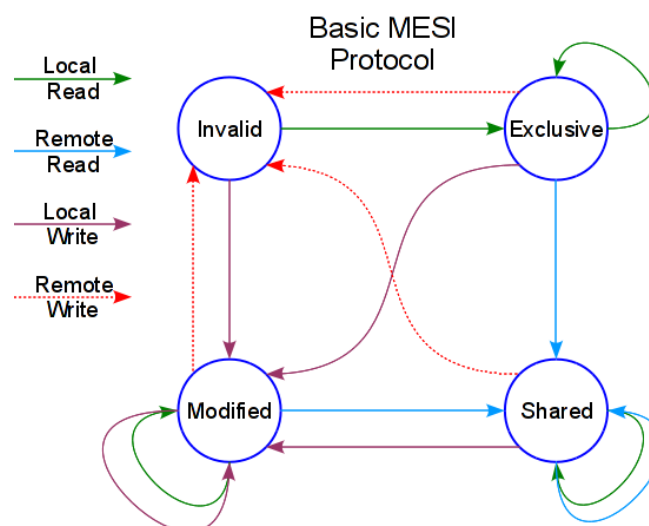 Basic MESI
Protocol
Local
Read
Remote
Read
Local
Write
Remote
Write
Invalid
Exclusive
Modified
Shared